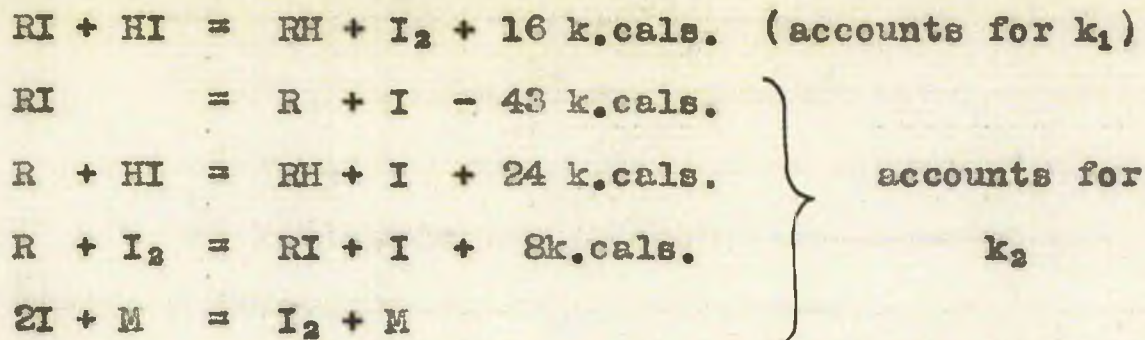 RI + HI = RH + I₂ + 16 k.cals. (accounts for k₁)
RI = R + I - 43 k.cals.
R + HI = RH + I + 24 k.cals. accounts for
R + I₂ = RI + I + 8k.cals. k₂
2I + M = I₂ + M